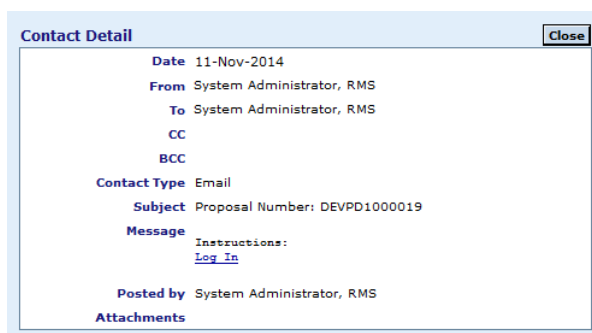 Contact Detail Close
Date 11-Nov-2014
From System Administrator, RMS
To System Administrator, RMS
CC
BCC
Contact Type Email
Subject Proposal Number: DEVPD1000019
Message
Instructions:
Log In
Posted by System Administrator, RMS
Attachments